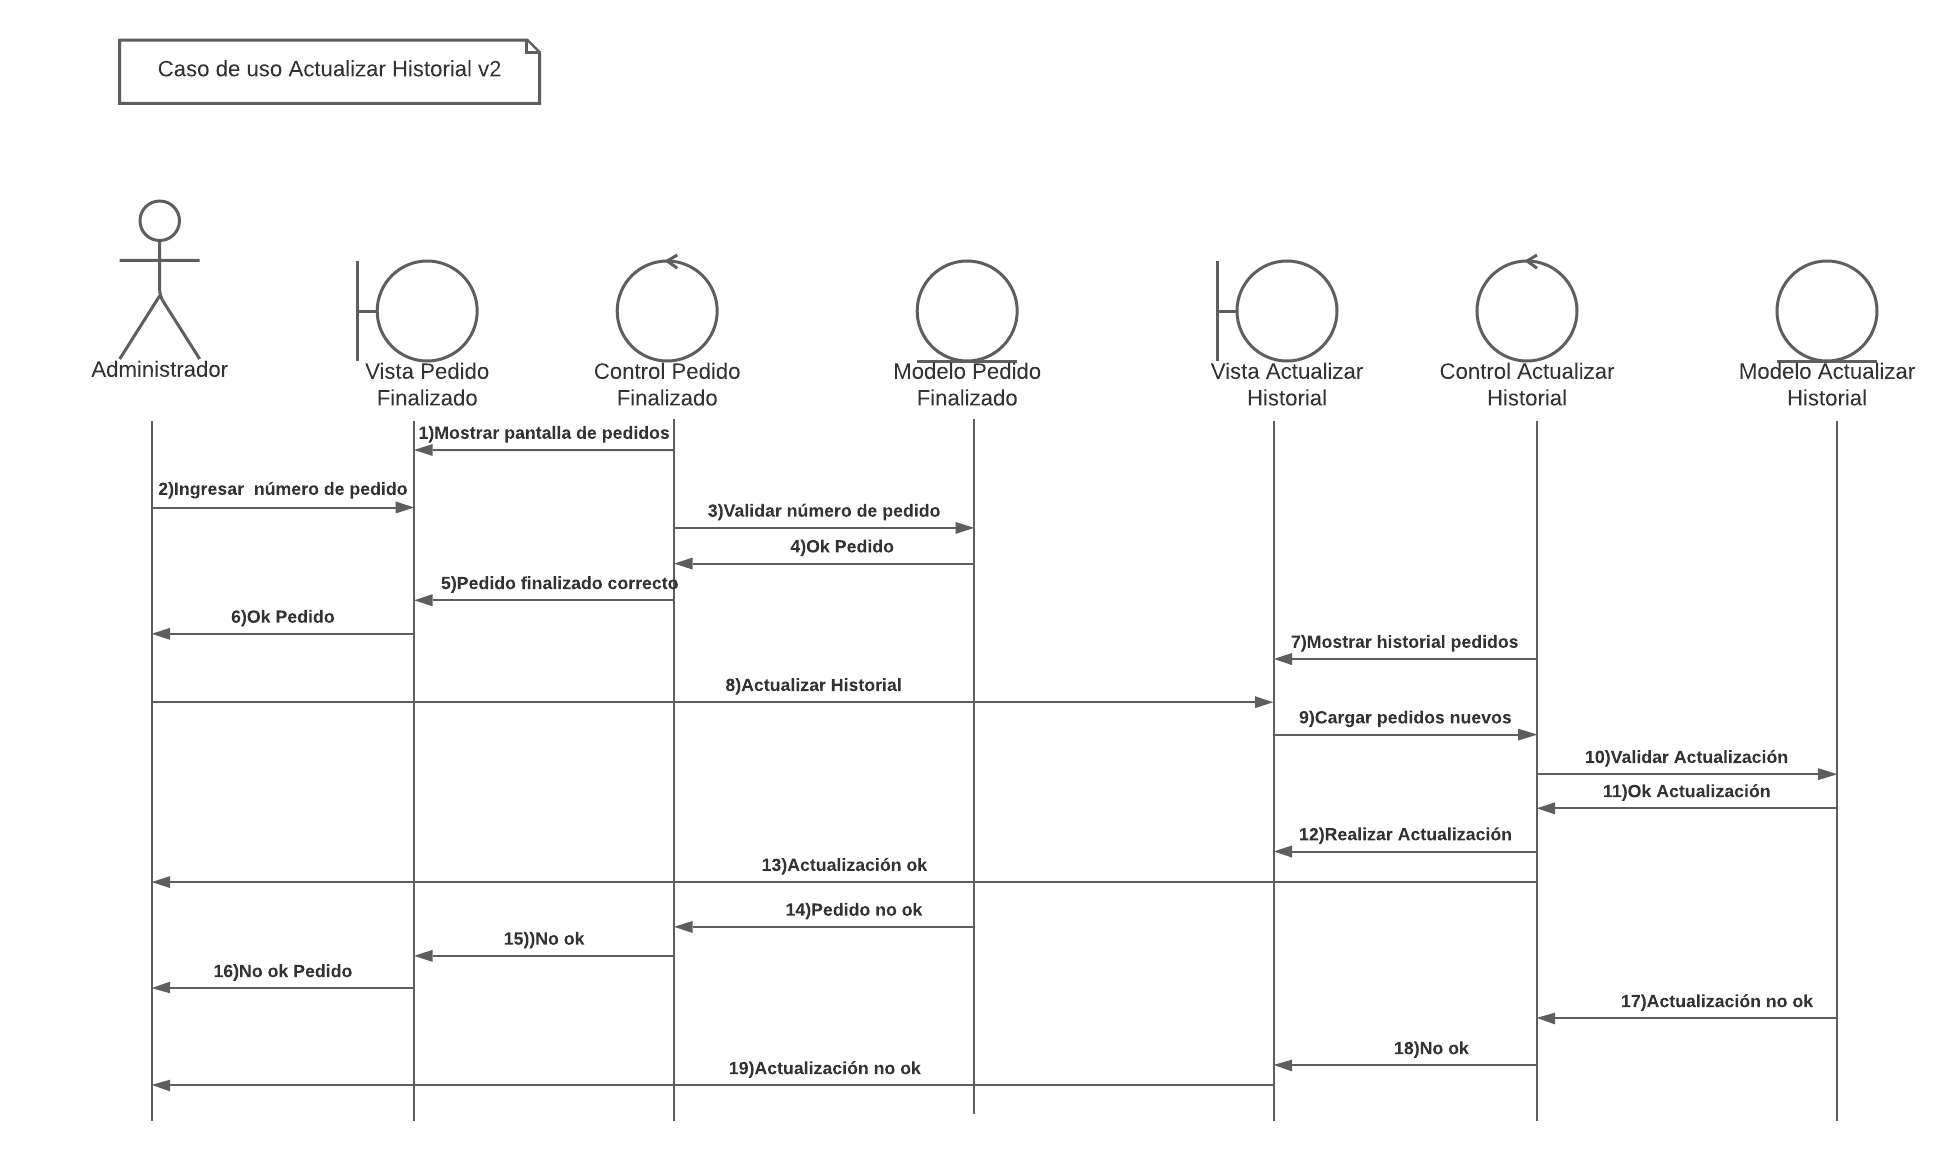 Caso de uso Actualizar Historial v2
Administrador
Vista Pedido
Finalizado
Control Pedido
Finalizado
Modelo Pedido
Finalizado
Vista Actualizar
Historial
Control Actualizar
Historial
Modelo Actualizar
Historial
1)Mostrar pantalla de pedidos
2)Ingresar  número de pedido
3)Validar número de pedido
4)Ok Pedido
5)Pedido finalizado correcto
6)Ok Pedido
7)Mostrar historial pedidos
8)Actualizar Historial
9)Cargar pedidos nuevos
10)Validar Actualización
11)Ok Actualización
12)Realizar Actualización
13)Actualización ok
14)Pedido no ok
15))No ok
16)No ok Pedido
17)Actualización no ok
18)No ok
19)Actualización no ok